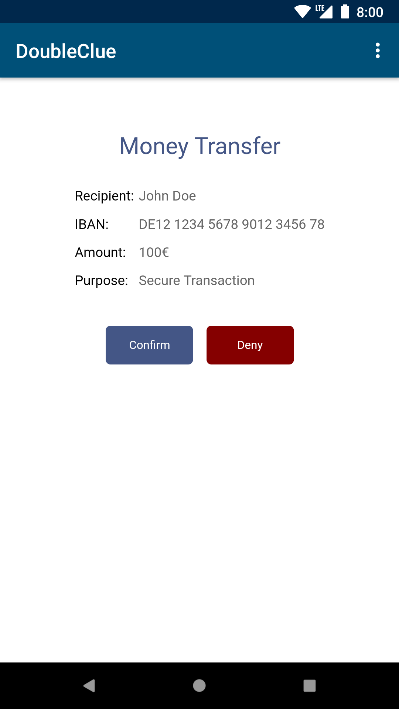 LTE 8:00
DoubleClue
Money Transfer
Recipient: John Doe
IBAN: DE12 1234 5678 9012 3456 78
Amount: 100€
Purpose: Secure Transaction
Confirm Deny